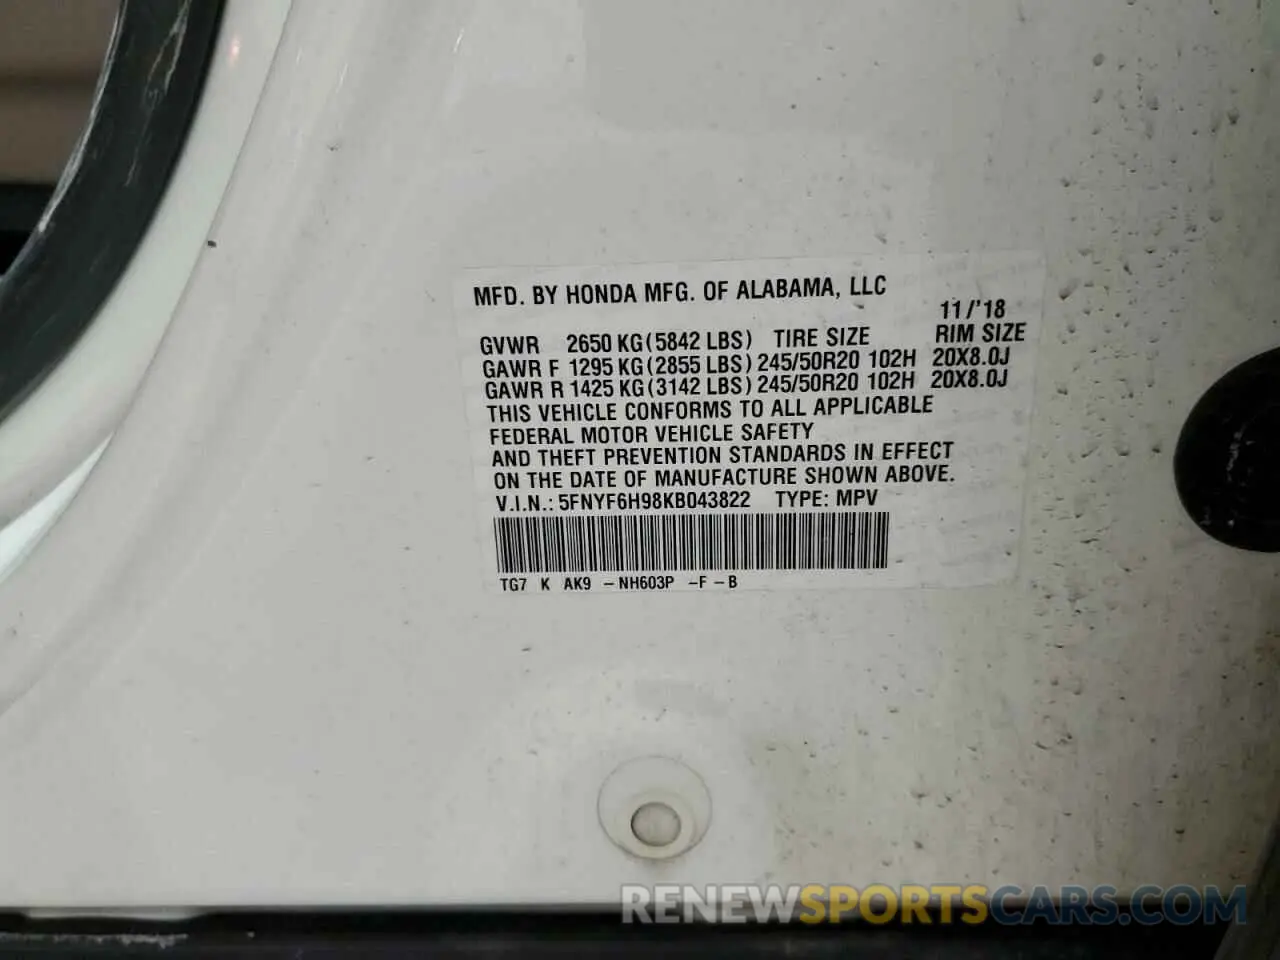 MFD. BY HONDA MFG. OF ALABAMA, LLC
11/'18
GVWR 2650 KG(5842 LBS) TIRE SIZE RIM SIZE
GAWR F 1295 KG(2855 LBS) 245/50R20 102H 20X8.0J
GAWR R 1425 KG(3142 LBS) 245/50R20 102H 20X8.0J
THIS VEHICLE CONFORMS TO ALL APPLICABLE
FEDERAL MOTOR VEHICLE SAFETY
AND THEFT PREVENTION STANDARDS IN EFFECT
ON THE DATE OF MANUFACTURE SHOWN ABOVE.
V.I.N.: 5FNYF6H98KB043822 TYPE: MPV
TG7 K AK9 -NH603P -F-B
RENEWSPORTSCARS.COM